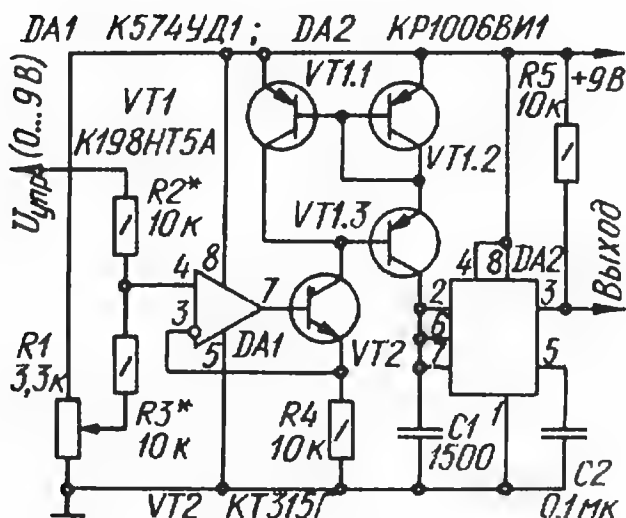 DA1 К574УД1; DA2 КР1006ВИ1
VT1.1
R5
10к
+9В
VT1
К198НТ5А
Uупр (0...9 В)
VT1.2
R2*
10к
VT1.3
8
4
8
DA2
Выход
4
7
3
2
3
6
5
DA1
7
5
R1
3,3к
VT2
1
R3*
10к
R4
10к
C1
1500
C2
0,1мк
VT2 КТ315Г